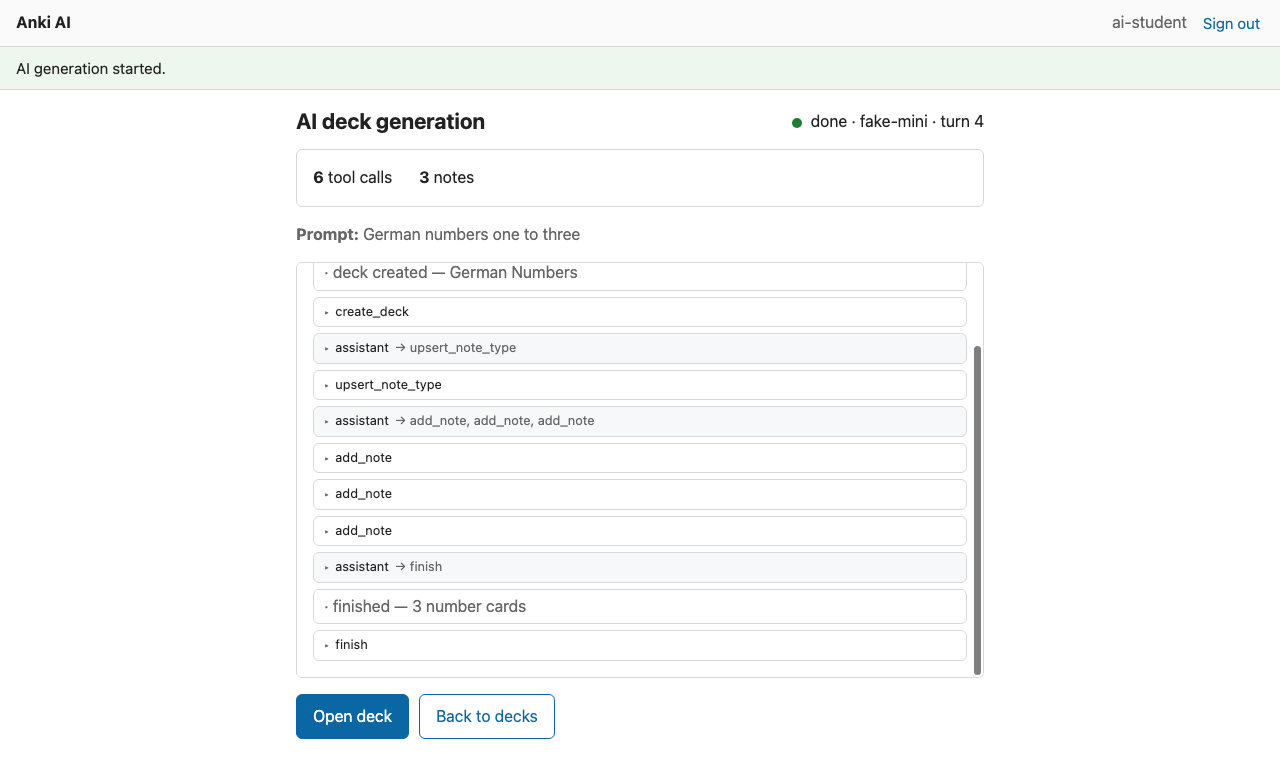 Anki AI
ai-student Sign out
AI generation started.
AI deck generation
done · fake-mini · turn 4
6 tool calls 3 notes
Prompt: German numbers one to three
· deck created — German Numbers
▸ create_deck
▸ assistant → upsert_note_type
▸ upsert_note_type
▸ assistant → add_note, add_note, add_note
▸ add_note
▸ add_note
▸ add_note
▸ assistant → finish
· finished — 3 number cards
▸ finish
Open deck Back to decks